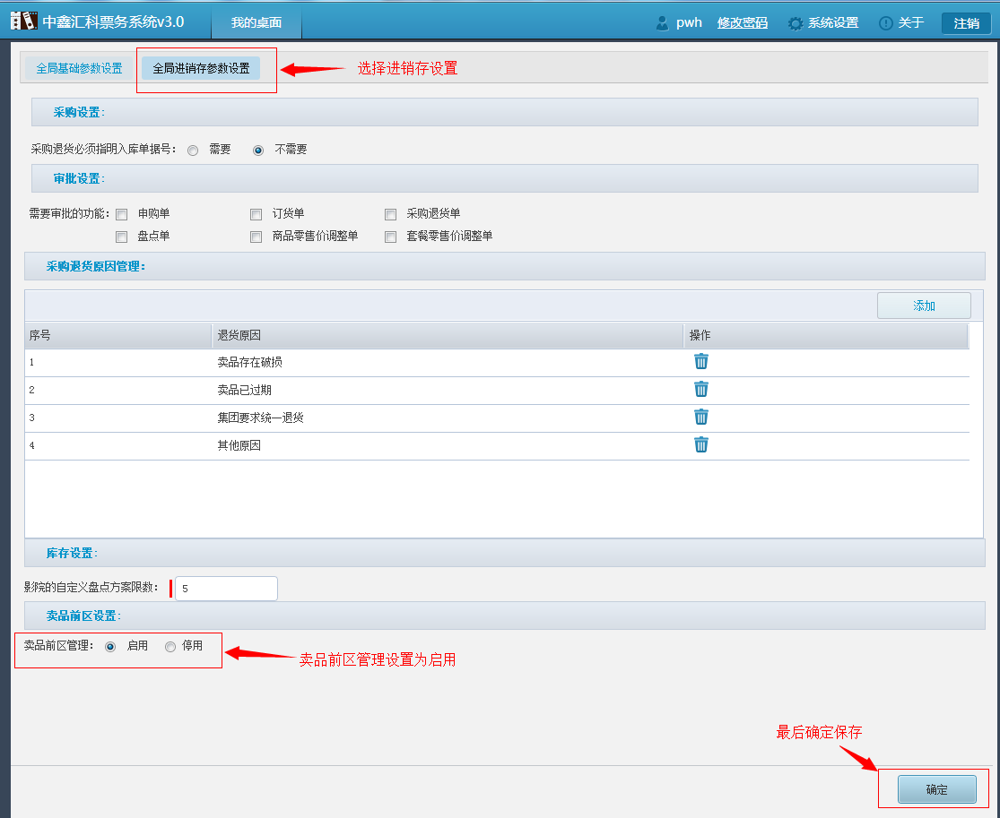 中鑫汇科票务系统v3.0 我的桌面 pwh 修改密码 系统设置 关于 注销
全局基础参数设置 全局进销存参数设置 选择进销存设置
采购设置:
采购退货必须指明入库单据号: 需要 不需要
审批设置:
需要审批的功能: 申购单 订货单 采购退货单
盘点单 商品零售价调整单 套餐零售价调整单
采购退货原因管理:
添加
序号 退货原因 操作
1 卖品存在破损
2 卖品已过期
3 集团要求统一退货
4 其他原因
库存设置:
影院的自定义盘点方案限数: 5
卖品前区设置:
卖品前区管理: 启用 停用
卖品前区管理设置为启用
最后确定保存
确定